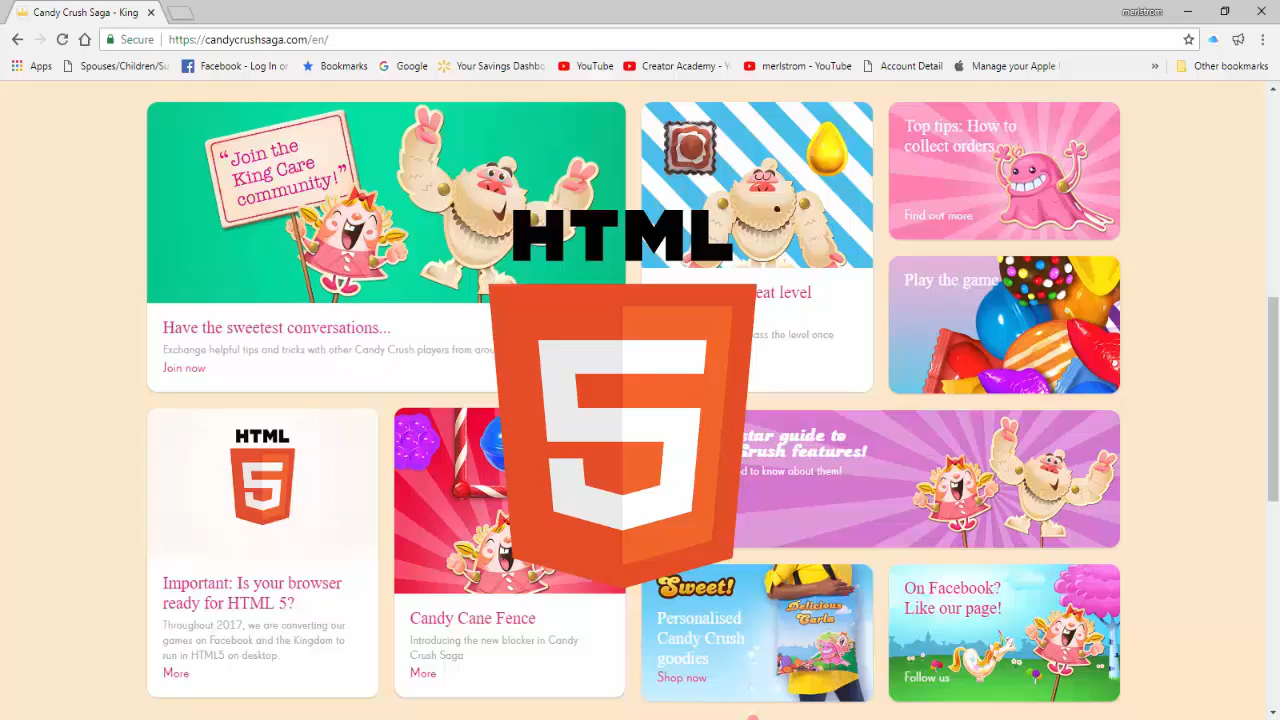 Candy Crush Saga - King
merlstrom
Secure
https://candycrushsaga.com/en/
Apps
Spouses/Children/Su
Facebook - Log In or
Bookmarks
Google
Your Savings Dashbo
YouTube
Creator Academy - Y
merlstrom - YouTube
Account Detail
Manage your Apple I
»
Other bookmarks
"Join the
King Care
community!"
Have the sweetest conversations...
Exchange helpful tips and tricks with other Candy Crush players from arou
Join now
eat level
ass the level once
Top tips: How to
collect orders
Find out more
Play the game
HTML
5
HTML
5
Important: Is your browser
ready for HTML 5?
Throughout 2017, we are converting our
games on Facebook and the Kingdom to
run in HTML5 on desktop.
More
Candy Cane Fence
Introducing the new blocker in Candy
Crush Saga
More
star guide to
Crush features!
ed to know about them!
Sweet!
Personalised
Candy Crush
goodies
Shop now
Delicious
Carla
On Facebook?
Like our page!
Follow us